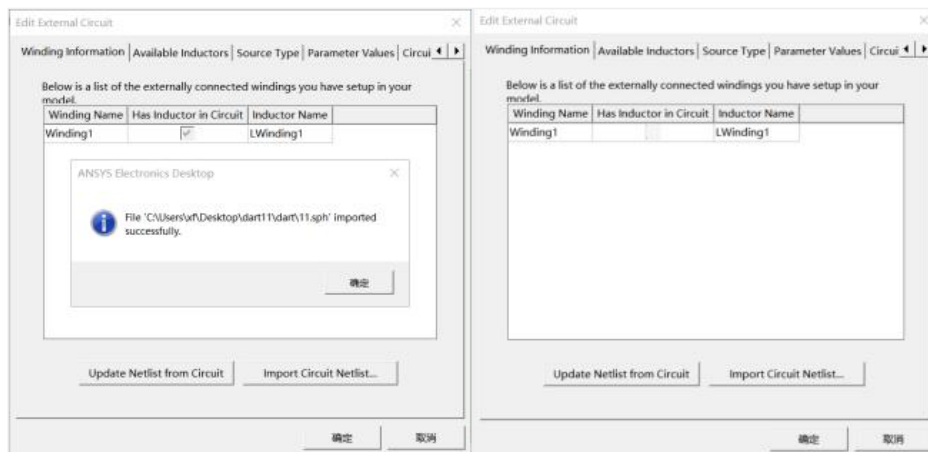 Edit External Circuit
Winding Information Available Inductors Source Type Parameter Values Circui
Below is a list of the externally connected windings you have setup in your
model.
Winding Name Has Inductor in Circuit Inductor Name
Winding1 LWinding1
ANSYS Electronics Desktop
File 'C:\Users\xf\Desktop\dart11\dart\11.sph' imported
successfully.
确定
Update Netlist from Circuit Import Circuit Netlist...
确定 取消
Edit External Circuit
Winding Information Available Inductors Source Type Parameter Values Circui
Below is a list of the externally connected windings you have setup in your
model.
Winding Name Has Inductor in Circuit Inductor Name
Winding1 LWinding1
Update Netlist from Circuit Import Circuit Netlist...
确定 取消